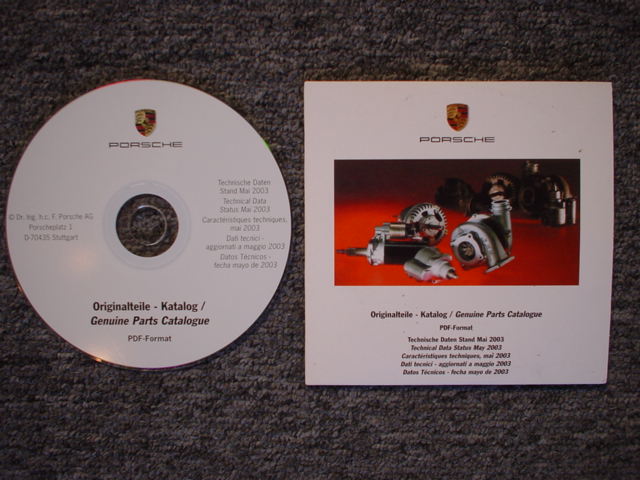 PORSCHE
© Dr. Ing. h.c. F. Porsche AG
Porscheplatz 1
D-70435 Stuttgart
Technische Daten
Stand Mai 2003
Technical Data
Status Mai 2003
Caractéristiques techniques,
mai 2003
Dati tecnici -
aggiornati a maggio 2003
Datos Técnicos -
fecha mayo de 2003
Originalteile - Katalog /
Genuine Parts Catalogue
PDF-Format
PORSCHE
Originalteile - Katalog / Genuine Parts Catalogue
PDF-Format
Technische Daten Stand Mai 2003
Technical Data Status May 2003
Caractéristiques techniques, mai 2003
Dati tecnici - aggiornati a maggio 2003
Datos Técnicos - fecha mayo de 2003